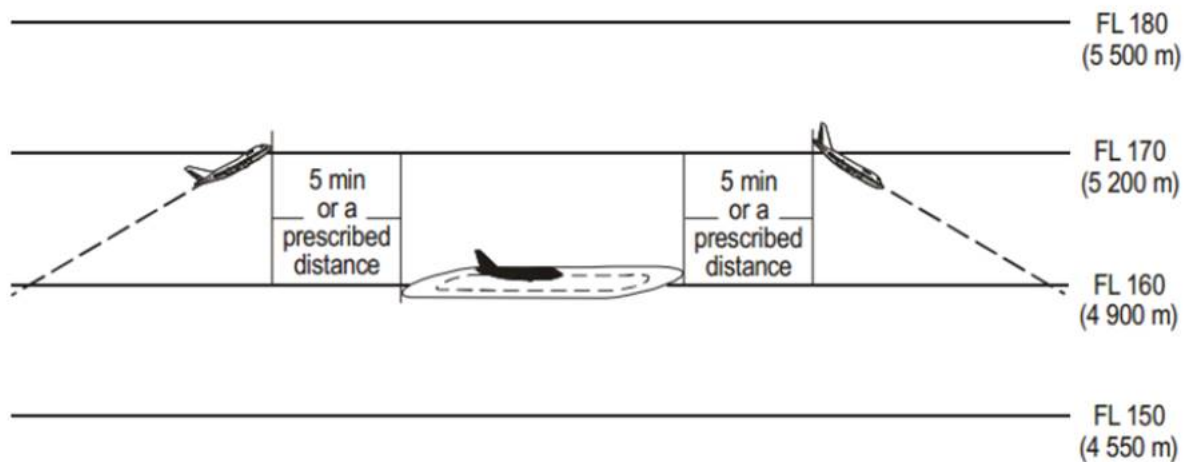 FL 180
(5 500 m)
FL 170
(5 200 m)
5 min
or a
prescribed
distance
5 min
or a
prescribed
distance
FL 160
(4 900 m)
FL 150
(4 550 m)